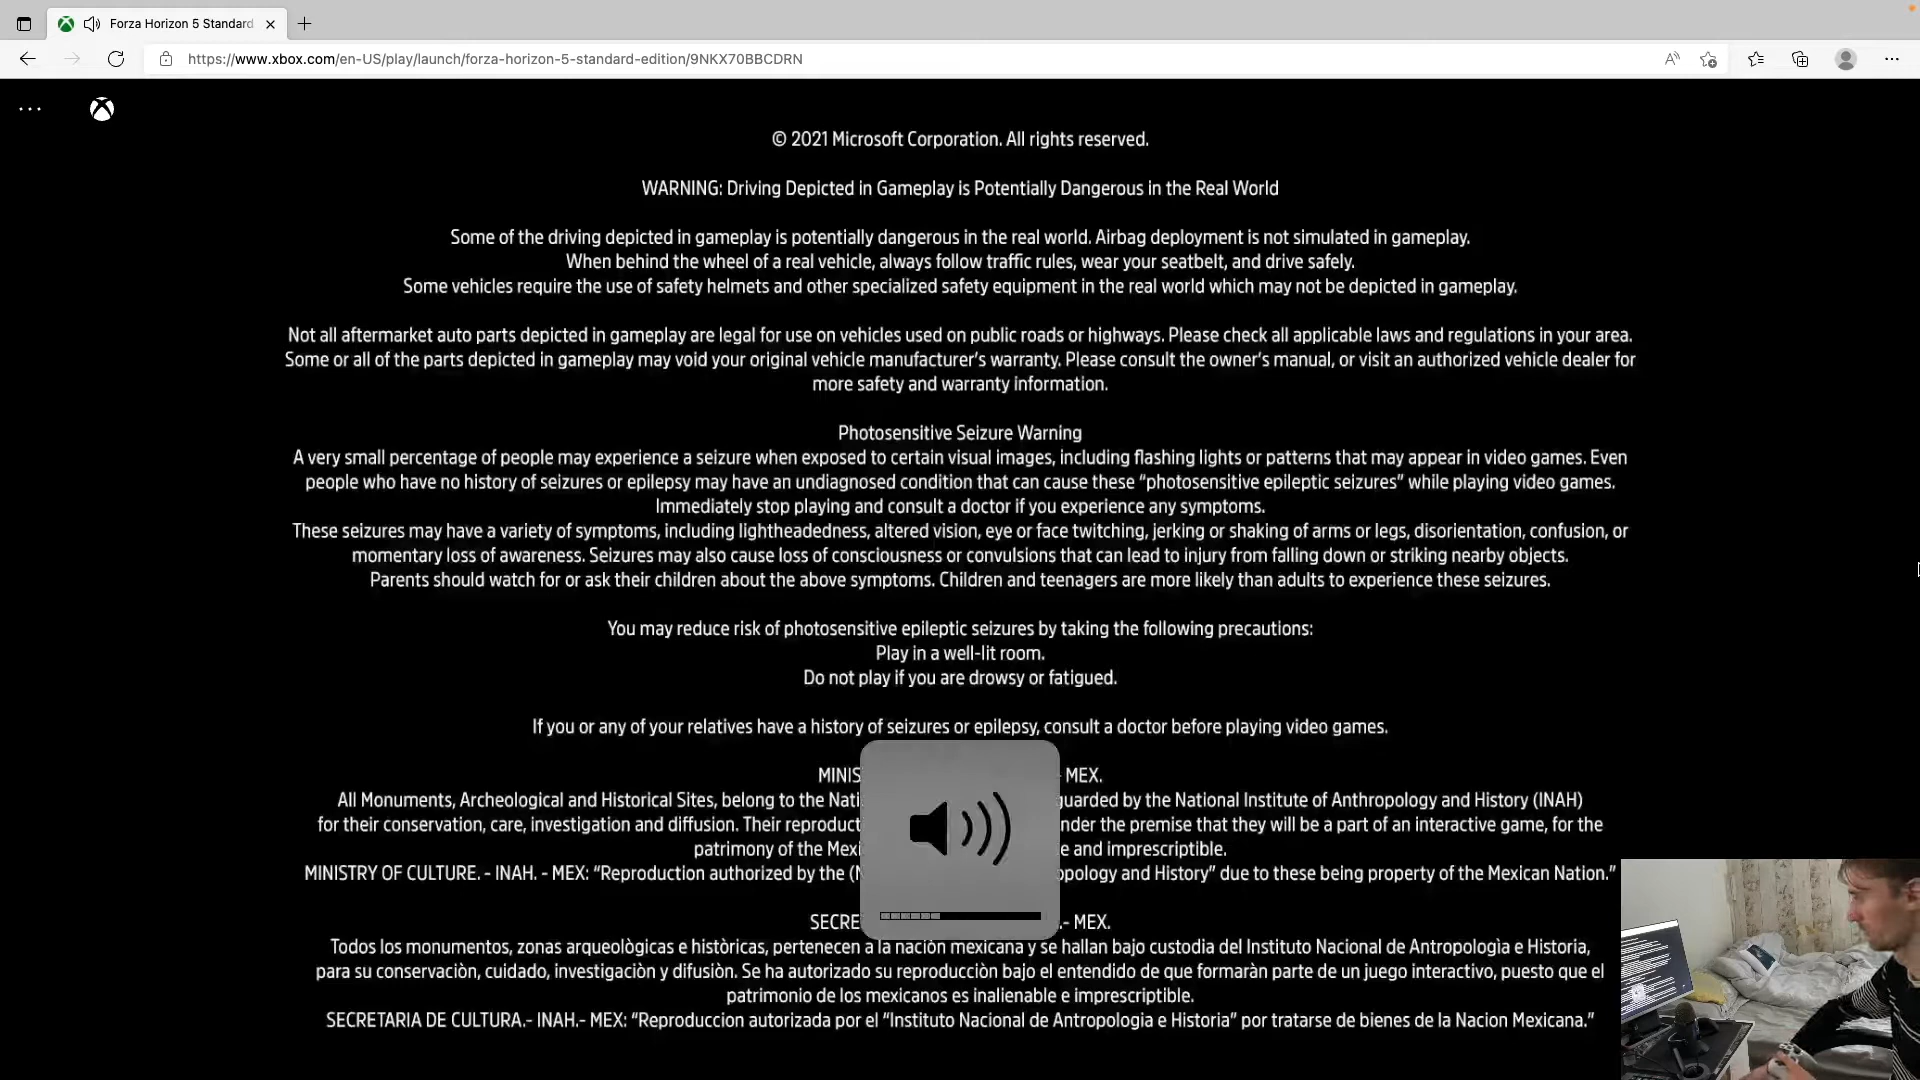 Forza Horizon 5 Standard
https://www.xbox.com/en-US/play/launch/forza-horizon-5-standard-edition/9NKX70BBCDRN
© 2021 Microsoft Corporation. All rights reserved.
WARNING: Driving Depicted in Gameplay is Potentially Dangerous in the Real World
Some of the driving depicted in gameplay is potentially dangerous in the real world. Airbag deployment is not simulated in gameplay.
When behind the wheel of a real vehicle, always follow traffic rules, wear your seatbelt, and drive safely.
Some vehicles require the use of safety helmets and other specialized safety equipment in the real world which may not be depicted in gameplay.
Not all aftermarket auto parts depicted in gameplay are legal for use on vehicles used on public roads or highways. Please check all applicable laws and regulations in your area.
Some or all of the parts depicted in gameplay may void your original vehicle manufacturer's warranty. Please consult the owner's manual, or visit an authorized vehicle dealer for
more safety and warranty information.
Photosensitive Seizure Warning
A very small percentage of people may experience a seizure when exposed to certain visual images, including flashing lights or patterns that may appear in video games. Even
people who have no history of seizures or epilepsy may have an undiagnosed condition that can cause these “photosensitive epileptic seizures” while playing video games.
Immediately stop playing and consult a doctor if you experience any symptoms.
These seizures may have a variety of symptoms, including lightheadedness, altered vision, eye or face twitching, jerking or shaking of arms or legs, disorientation, confusion, or
momentary loss of awareness. Seizures may also cause loss of consciousness or convulsions that can lead to injury from falling down or striking nearby objects.
Parents should watch for or ask their children about the above symptoms. Children and teenagers are more likely than adults to experience these seizures.
You may reduce risk of photosensitive epileptic seizures by taking the following precautions:
Play in a well-lit room.
Do not play if you are drowsy or fatigued.
If you or any of your relatives have a history of seizures or epilepsy, consult a doctor before playing video games.
MINIS - MEX.
All Monuments, Archeological and Historical Sites, belong to the Nati guarded by the National Institute of Anthropology and History (INAH)
for their conservation, care, investigation and diffusion. Their reproduct nder the premise that they will be a part of an interactive game, for the
patrimony of the Mexi e and imprescriptible.
MINISTRY OF CULTURE. - INAH. - MEX: “Reproduction authorized by the (N opology and History” due to these being property of the Mexican Nation.”
SECRE .- MEX.
Todos los monumentos, zonas arqueològicas e històricas, pertenecen a la naciòn mexicana y se hallan bajo custodia del Instituto Nacional de Antropologìa e Historia,
para su conservaciòn, cuidado, investigaciòn y difusiòn. Se ha autorizado su reproducciòn bajo el entendido de que formaràn parte de un juego interactivo, puesto que el
patrimonio de los mexicanos es inalienable e imprescriptible.
SECRETARIA DE CULTURA.- INAH.- MEX: “Reproduccion autorizada por el “Instituto Nacional de Antropologia e Historia” por tratarse de bienes de la Nacion Mexicana.”